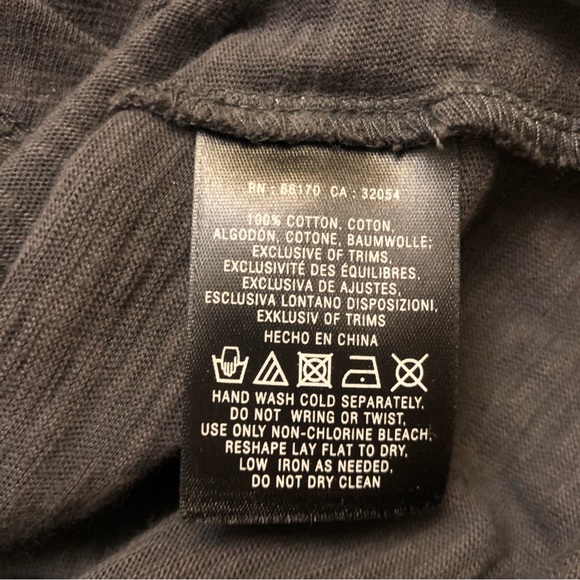 RN : 66170 CA : 32054
100% COTTON, COTON,
ALGODÓN, COTONE, BAUMWOLLE;
EXCLUSIVE OF TRIMS,
EXCLUSIVITÉ DES ÉQUILIBRES,
EXCLUSIVA DE AJUSTES,
ESCLUSIVA LONTANO DISPOSIZIONI,
EXKLUSIV OF TRIMS
HECHO EN CHINA
HAND WASH COLD SEPARATELY,
DO NOT WRING OR TWIST,
USE ONLY NON-CHLORINE BLEACH,
RESHAPE LAY FLAT TO DRY,
LOW IRON AS NEEDED,
DO NOT DRY CLEAN